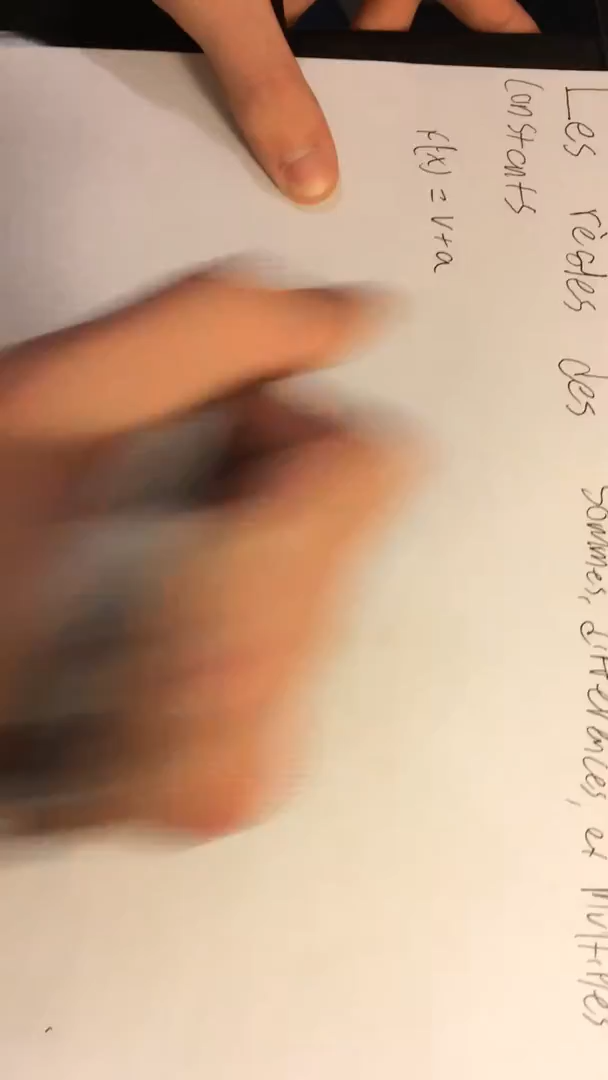 Les règles des sommes, différences, et multiples
constants
f(x) = v+a